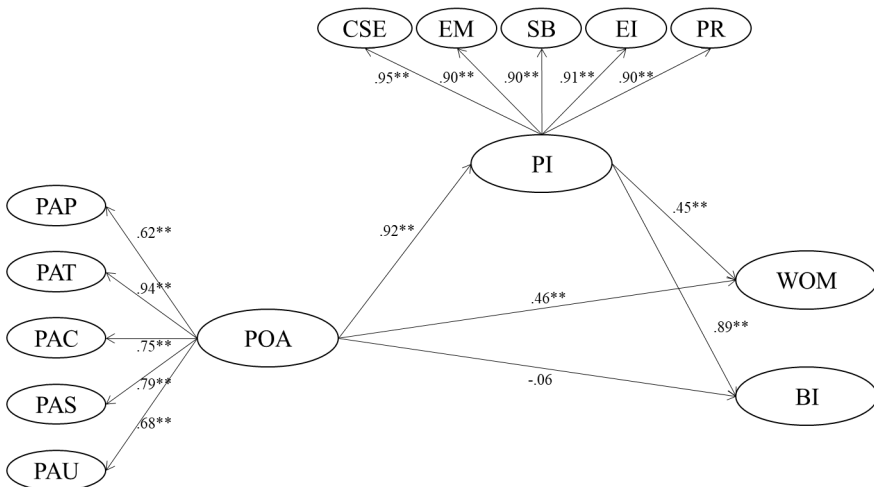 CSE EM SB EI PR
.95** .90** .90** .91** .90**
PI
PAP
.62**
.92**
.45**
PAT
.94**
WOM
.46**
PAC
.75**
POA
.89**
.79**
PAS
-.06
BI
.68**
PAU